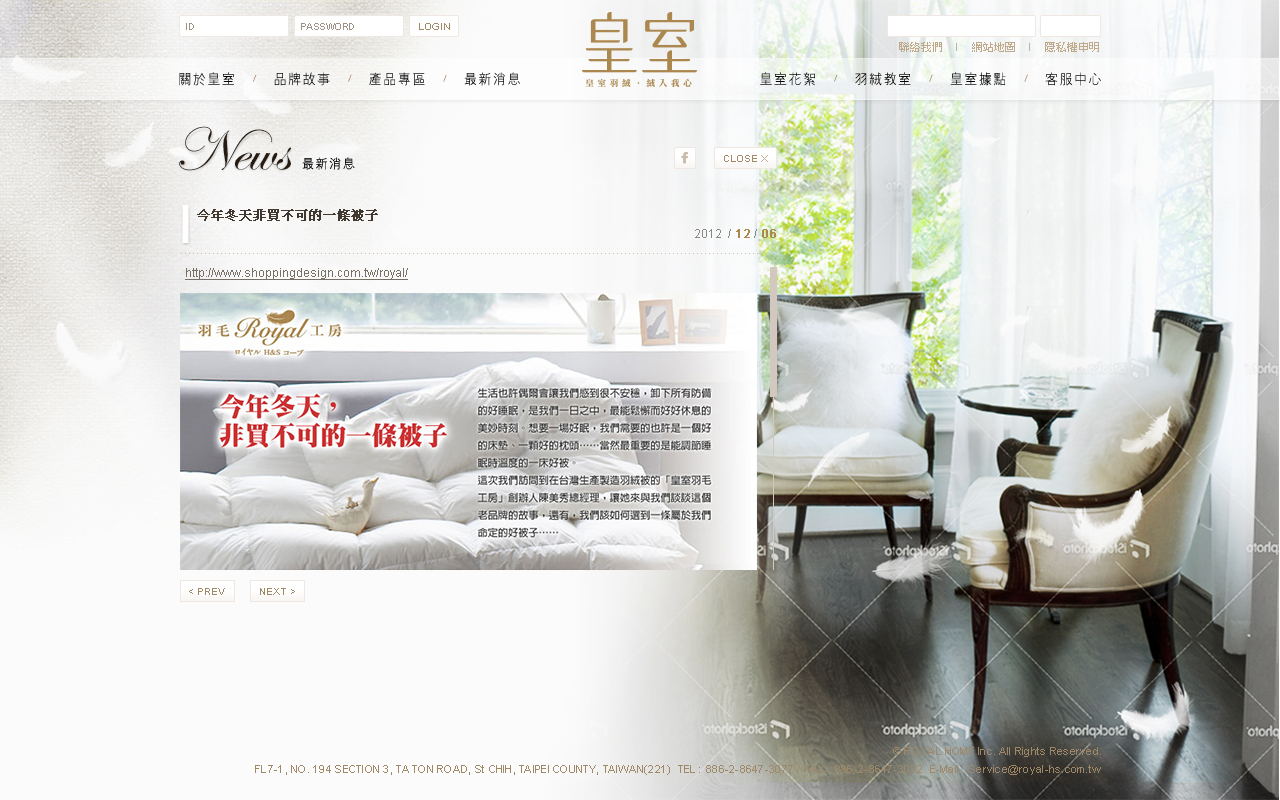 ID
PASSWORD
LOGIN
皇室
皇室羽絨·絨入我心
聯絡我們 | 網站地圖 | 隱私權申明
關於皇室 / 品牌故事 / 產品專區 / 最新消息
皇室花絮 / 羽絨教室 / 皇室據點 / 客服中心
News 最新消息
f
CLOSE X
今年冬天非買不可的一條被子
2012 / 12 / 06
http://www.shoppingdesign.com.tw/royal/
羽毛Royal工房
ロイヤル H&S コープ
今年冬天，
非買不可的一條被子
生活也許偶爾會讓我們感到很不安穩，卸下所有防備
的好睡眠，是我們一日之中，最能鬆懈而好好休息的
美妙時刻。想要一場好眠，我們需要的也許是一個好
的床墊、一顆好的枕頭⋯⋯當然最重要的是能調節睡
眠時溫度的一床好被。
這次我們訪問到在台灣生產製造羽絨被的「皇室羽毛
工房」創辦人陳美秀總經理，讓她來與我們談談這個
老品牌的故事，還有，我們該如何選到一條屬於我們
命定的好被子⋯⋯
< PREV
NEXT >
iStockphoto
iStockphoto
iStockphoto
iStockphoto
iStockphoto
Inc. All Rights Reserved.
FL7-1, NO. 194 SECTION 3, TA TON ROAD, St CHIH, TAIPEI COUNTY, TAIWAN(221) TEL : 886-2-8647- E-Mail : Service@royal-hs.com.tw